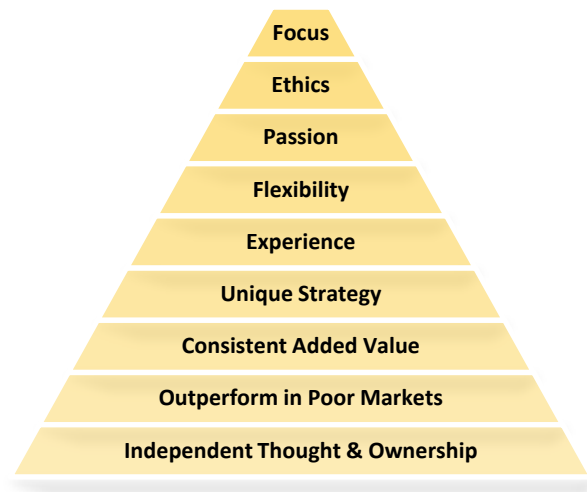 Focus
Ethics
Passion
Flexibility
Experience
Unique Strategy
Consistent Added Value
Outperform in Poor Markets
Independent Thought & Ownership